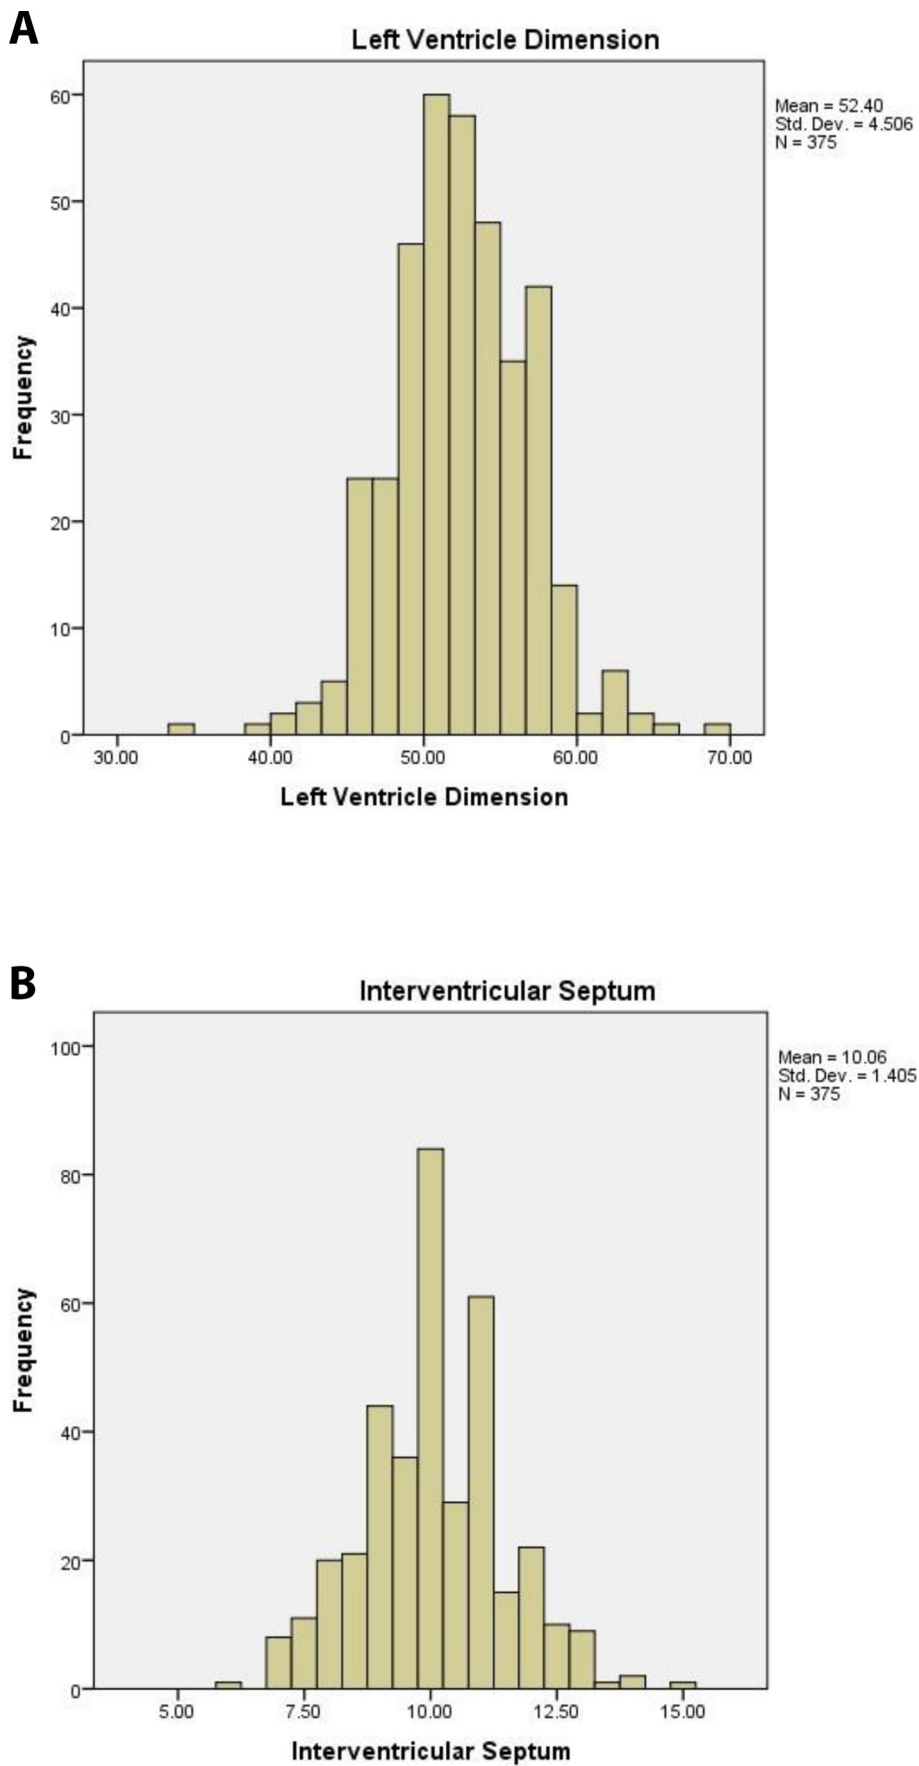 A
Left Ventricle Dimension
Mean = 52.40
Std. Dev. = 4.506
N = 375
60
50
40
30
20
10
0
Frequency
30.00 40.00 50.00 60.00 70.00
Left Ventricle Dimension
B
Interventricular Septum
Mean = 10.06
Std. Dev. = 1.405
N = 375
100
80
60
40
20
0
Frequency
5.00 7.50 10.00 12.50 15.00
Interventricular Septum